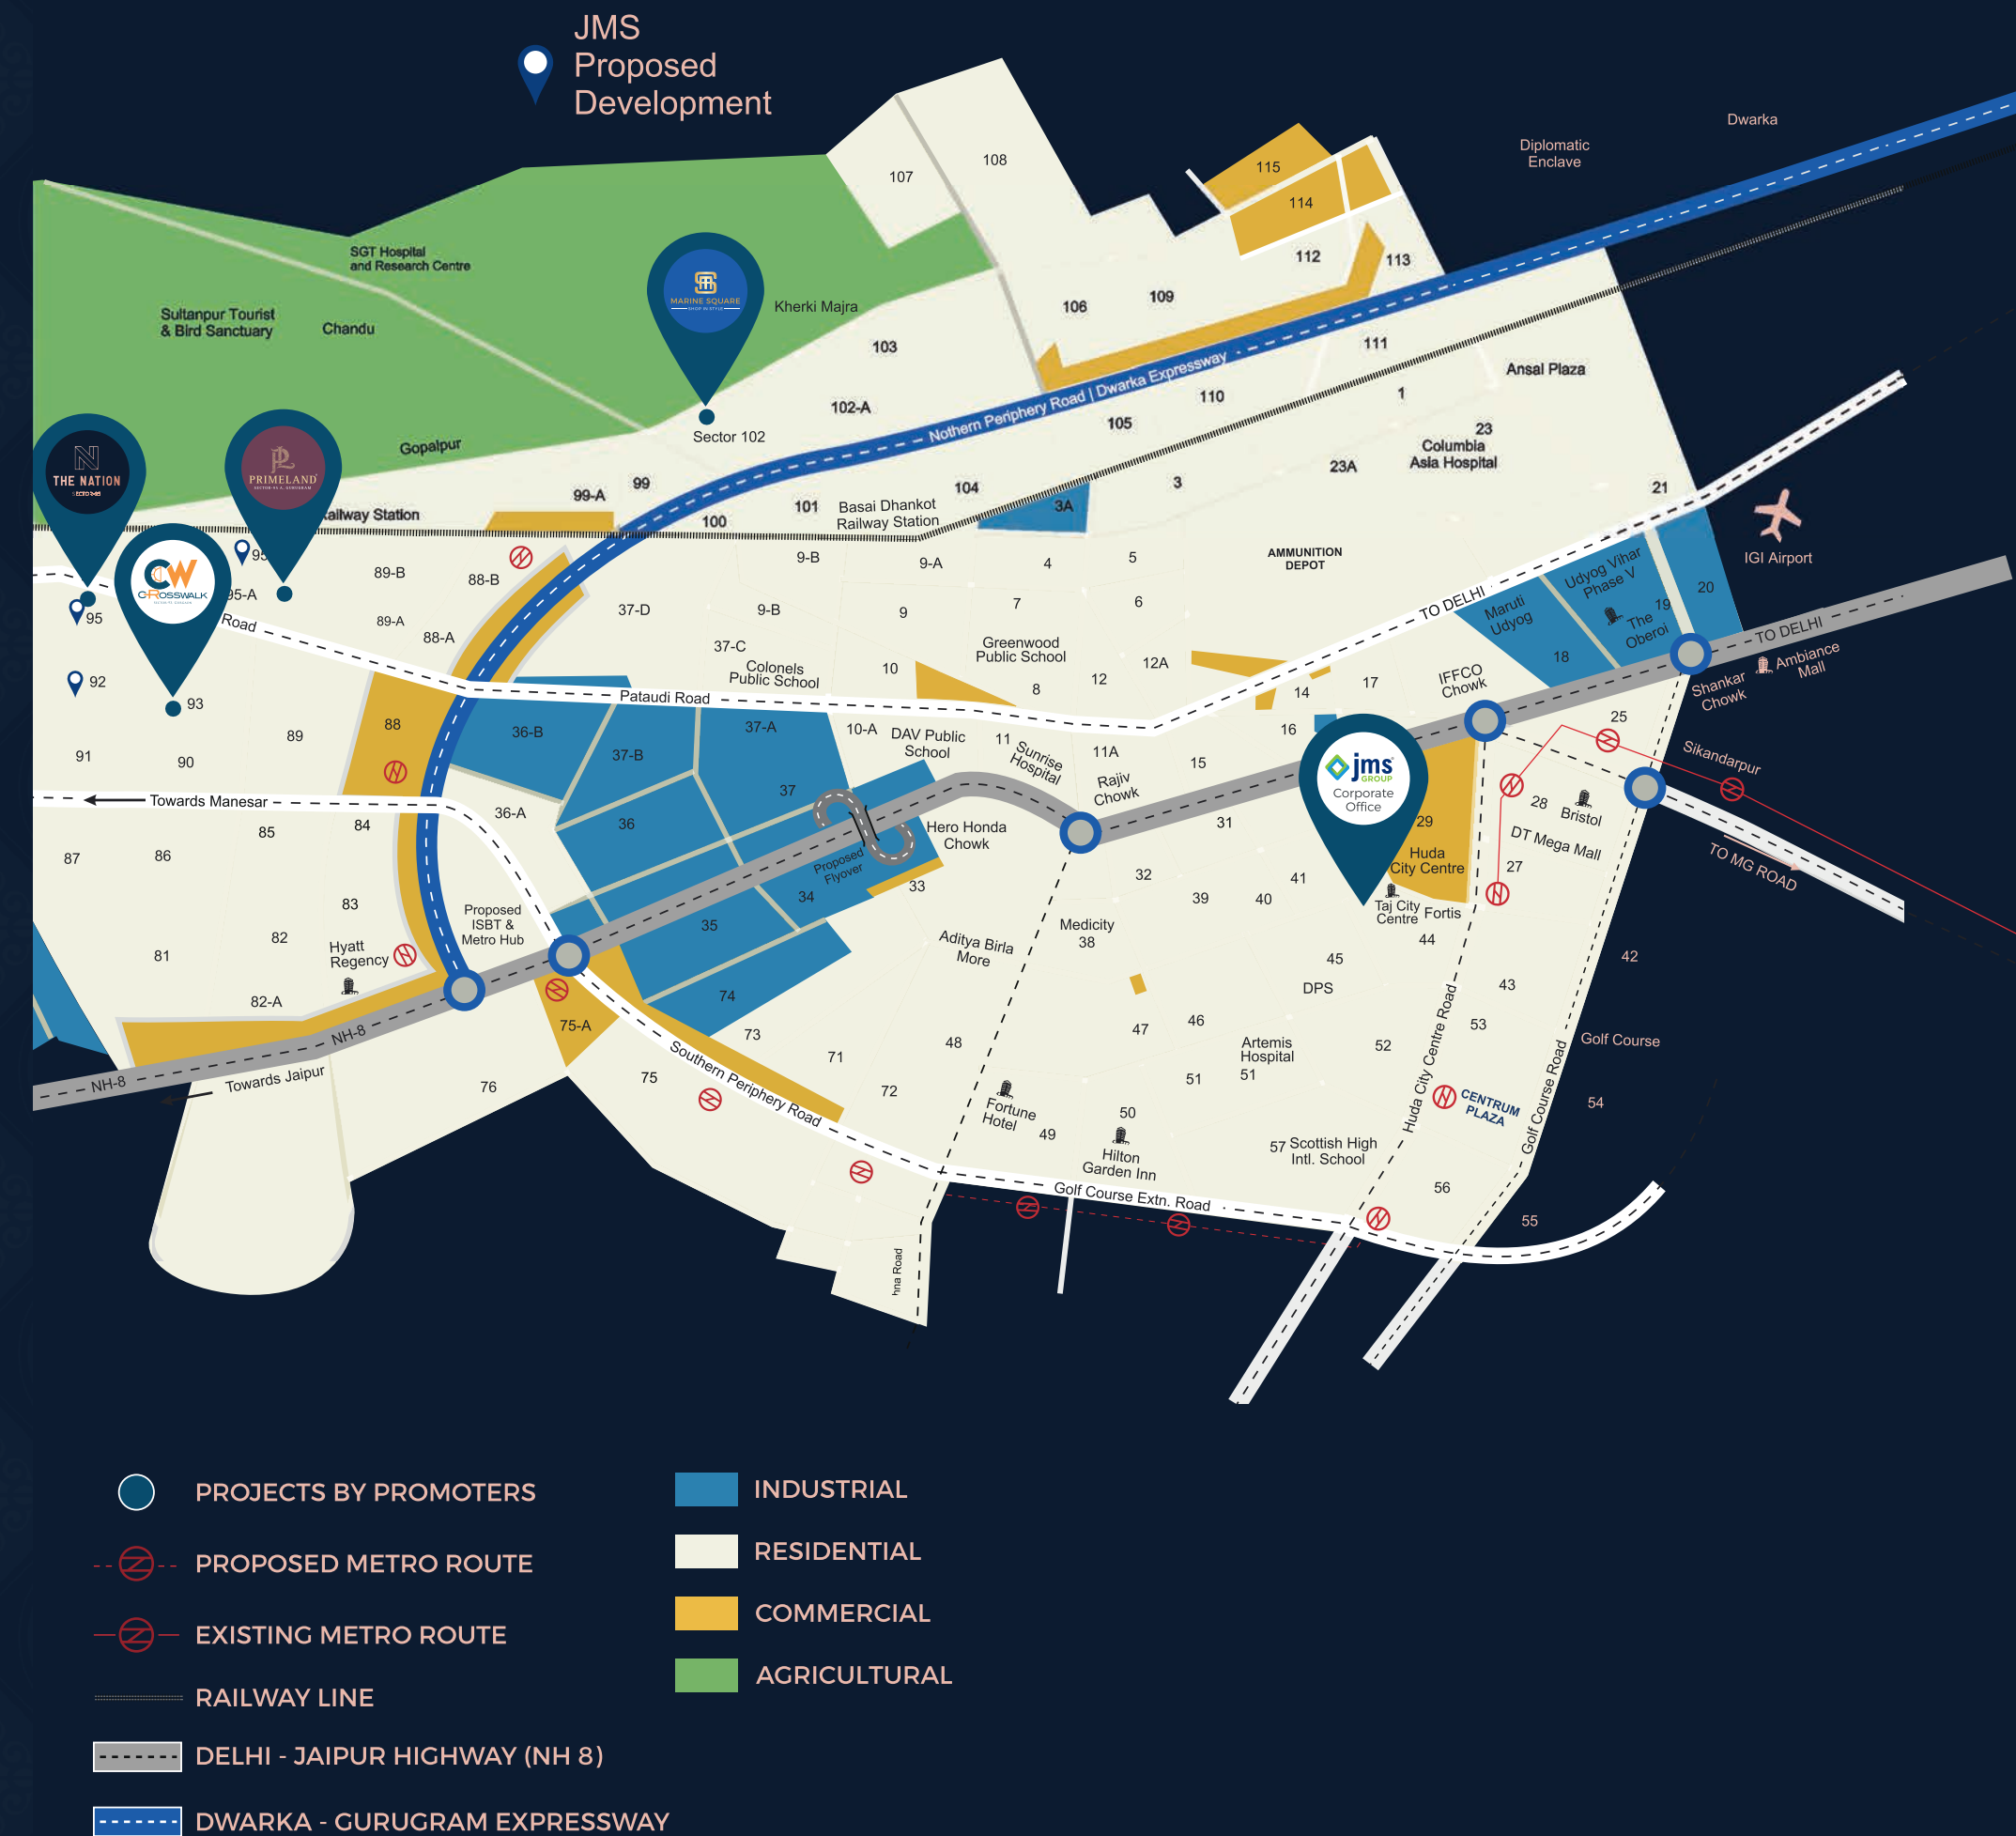 JMS
Proposed
Development
Dwarka
Diplomatic
Enclave
108
107
115
114
112
113
SGT Hospital
and Research Centre
MARINE SQUARE
SHOP IN STYLE
Kherki Majra
106
109
Sultanpur Tourist
& Bird Sanctuary
Chandu
103
111
Ansal Plaza
Nothern Periphery Road | Dwarka Expressway
102-A
110
1
105
Sector 102
23
Columbia
Asia Hospital
Gopalpur
23A
N
THE NATION
PRIMELAND
99-A
99
104
3
21
101
Basai Dhankot
Railway Station
3A
100
ailway Station
IGI Airport
95
89-B
88-B
9-B
9-A
4
5
AMMUNITION
DEPOT
Udyog Vihar
Phase V
20
CW
CROSSWALK
95-A
95
Road
89-A
88-A
37-D
9-B
9
7
6
TO DELHI
Maruti
Udyog
19
The
Oberoi
TO DELHI
37-C
Colonels
Public School
10
Greenwood
Public School
12A
18
Ambiance
Mall
Shankar
Chowk
92
93
Pataudi Road
8
12
14
17
IFFCO
Chowk
88
36-B
37-A
10-A
DAV Public
School
11
Sunrise
Hospital
11A
16
25
89
37-B
15
Sikandarpur
91
90
37
Rajiv
Chowk
jms
GROUP
Corporate
Office
28
Bristol
Towards Manesar
36-A
36
Hero Honda
Chowk
31
29
DT Mega Mall
85
84
87
86
Proposed
Flyover
Huda
City Centre
27
TO MG ROAD
32
41
33
34
39
40
83
Proposed
ISBT &
Metro Hub
Taj City
Centre
Fortis
35
Medicity
38
44
82
Hyatt
Regency
81
Aditya Birla
More
45
42
DPS
43
82-A
74
75-A
47
46
53
NH-8
73
48
Artemis
Hospital
51
52
Golf Course
71
Southern Periphery Road
Huda City Centre Road
Golf Course Road
NH-8
Towards Jaipur
76
75
72
51
CENTRUM
PLAZA
54
Fortune
Hotel
50
49
57
Scottish High
Intl. School
Hilton
Garden Inn
56
Golf Course Extn. Road
55
hna Road
PROJECTS BY PROMOTERS
INDUSTRIAL
PROPOSED METRO ROUTE
RESIDENTIAL
EXISTING METRO ROUTE
COMMERCIAL
RAILWAY LINE
AGRICULTURAL
DELHI - JAIPUR HIGHWAY (NH 8)
DWARKA - GURUGRAM EXPRESSWAY